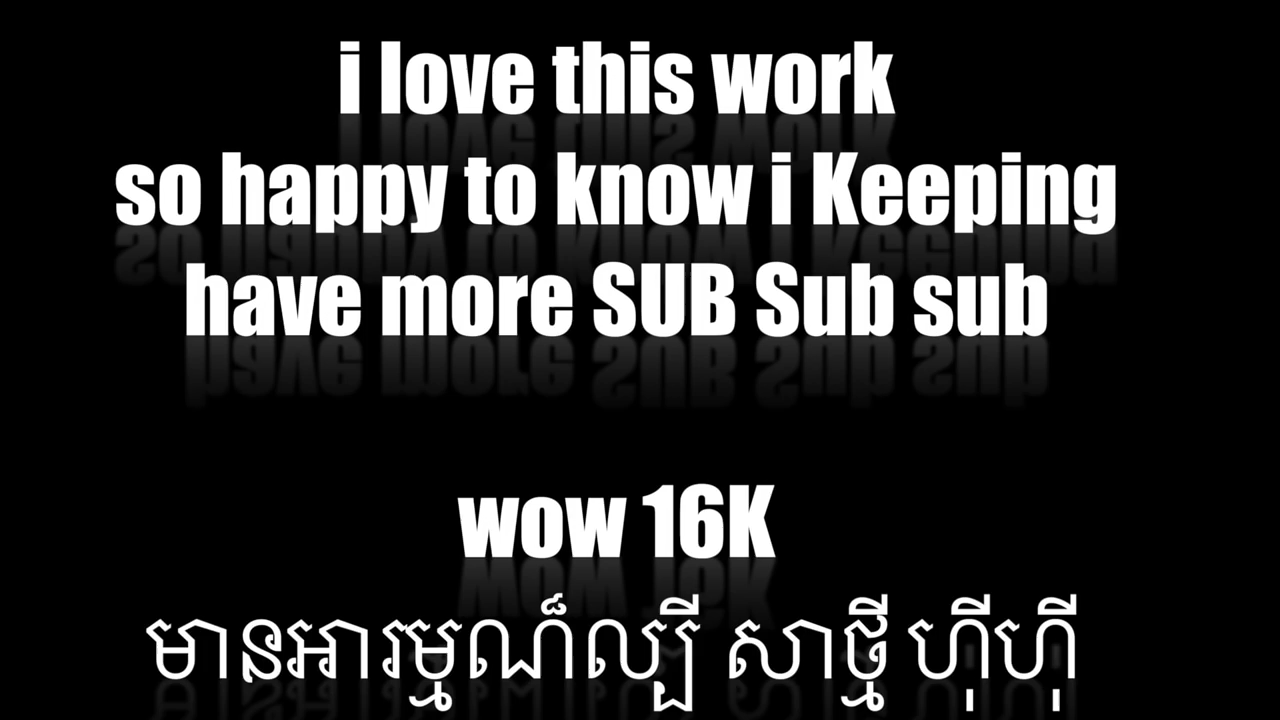 i love this work
so happy to know i Keeping
have more SUB Sub sub
wow 16K
មានអារម្មណ៏ល្បី សាថ្មី ហ៊ីហ៊ី